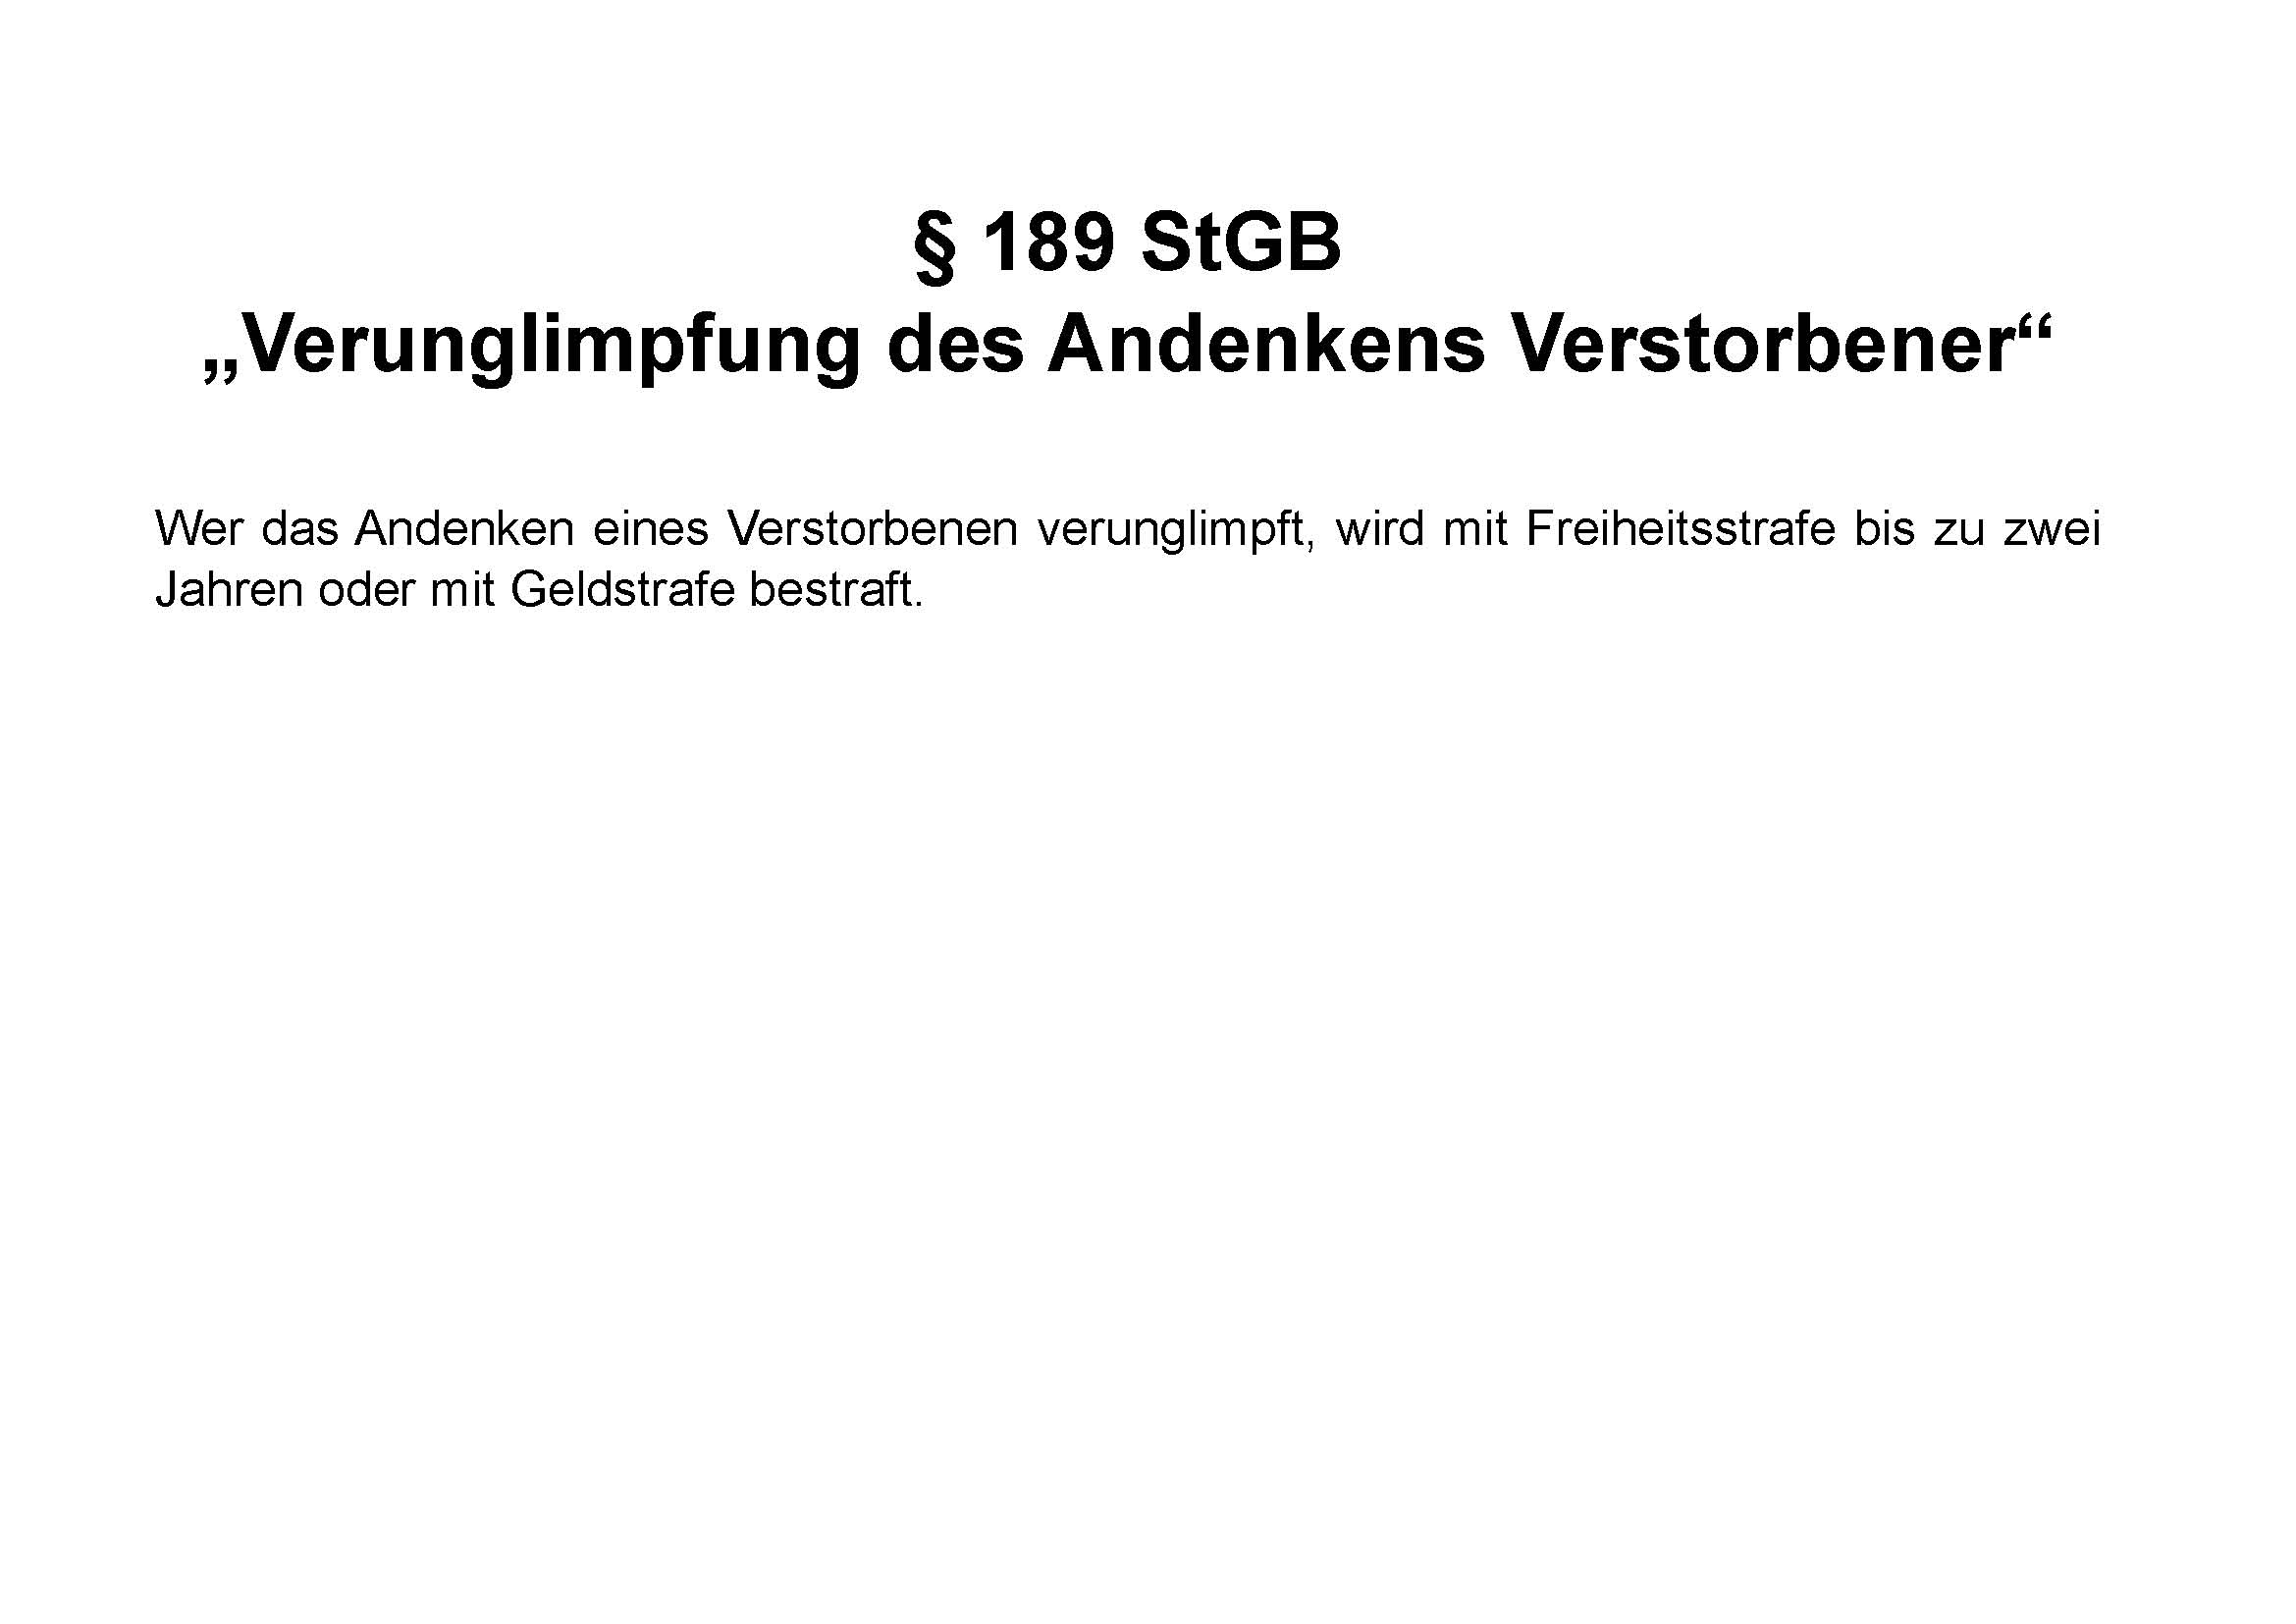 § 189 StGB
„Verunglimpfung des Andenkens Verstorbener“
Wer das Andenken eines Verstorbenen verunglimpft, wird mit Freiheitsstrafe bis zu zwei
Jahren oder mit Geldstrafe bestraft.